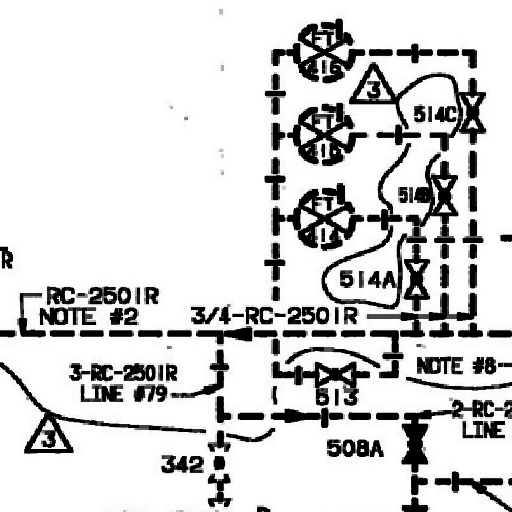 FT
416
3
514C
FT
415
514B
FT
414
R
514A
RC-2501R
NOTE #2
3/4-RC-2501R
3-RC-2501R
LINE #79
NOTE #8
513
2-RC-2
LINE
3
508A
342